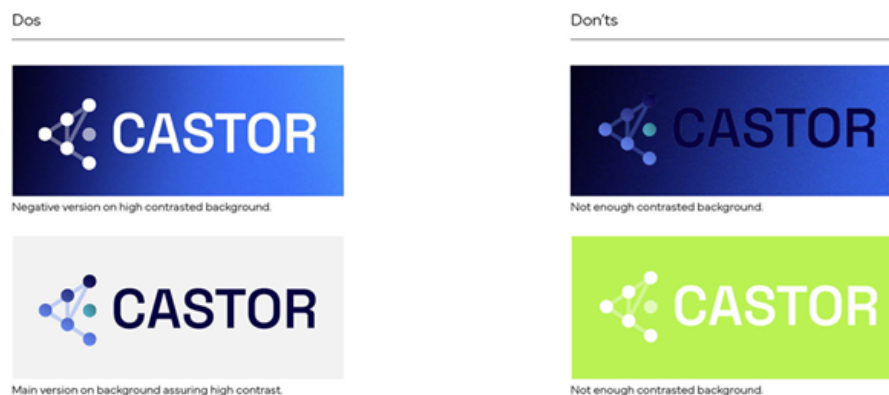 Dos
CASTOR
Negative version on high contrasted background.
CASTOR
Main version on background assuring high contrast.
Don'ts
CASTOR
Not enough contrasted background.
CASTOR
Not enough contrasted background.